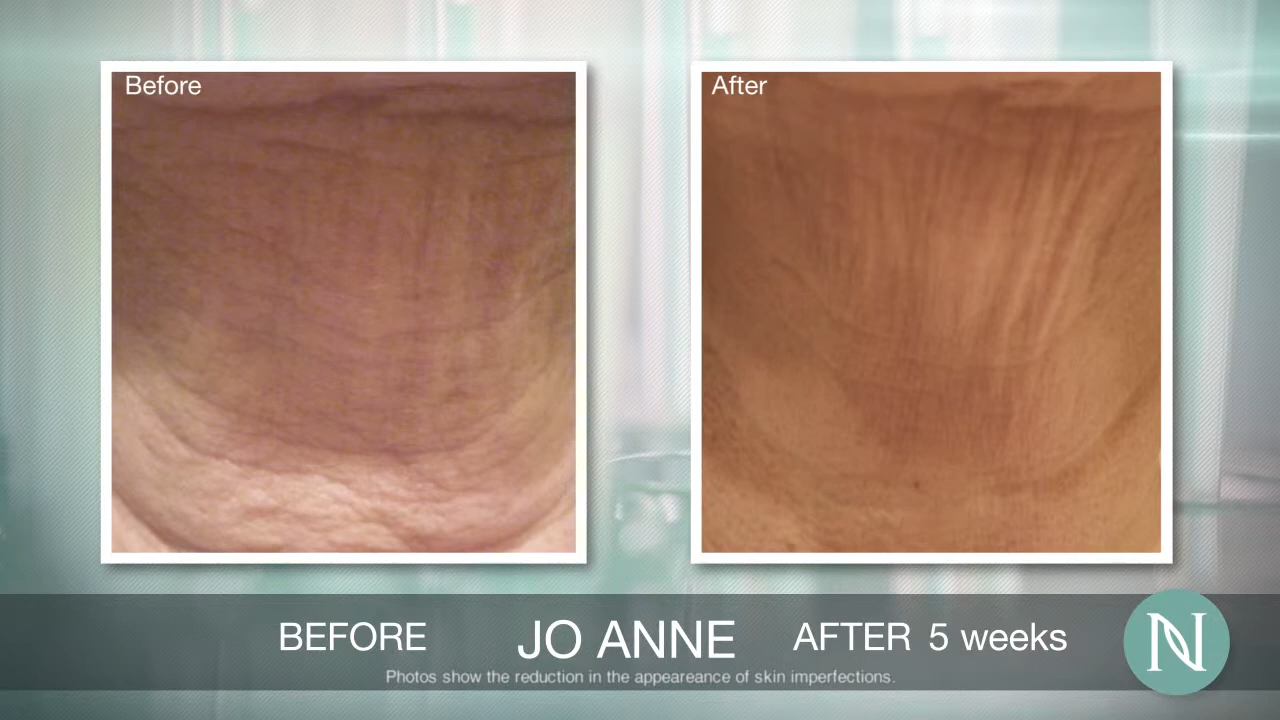 Before
After
BEFORE JO ANNE AFTER 5 weeks
N
Photos show the reduction in the appeareance of skin imperfections.